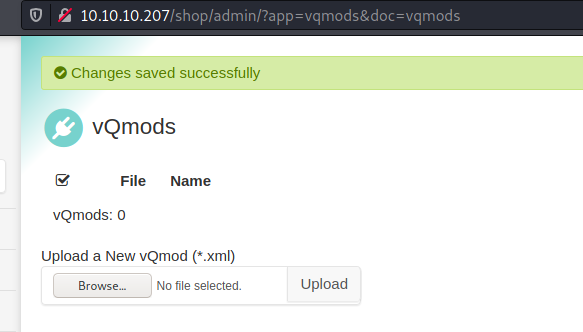 10.10.10.207/shop/admin/?app=vqmods&doc=vqmods
Changes saved successfully
vQmods
File Name
vQmods: 0
Upload a New vQmod (*.xml)
Browse... No file selected. Upload